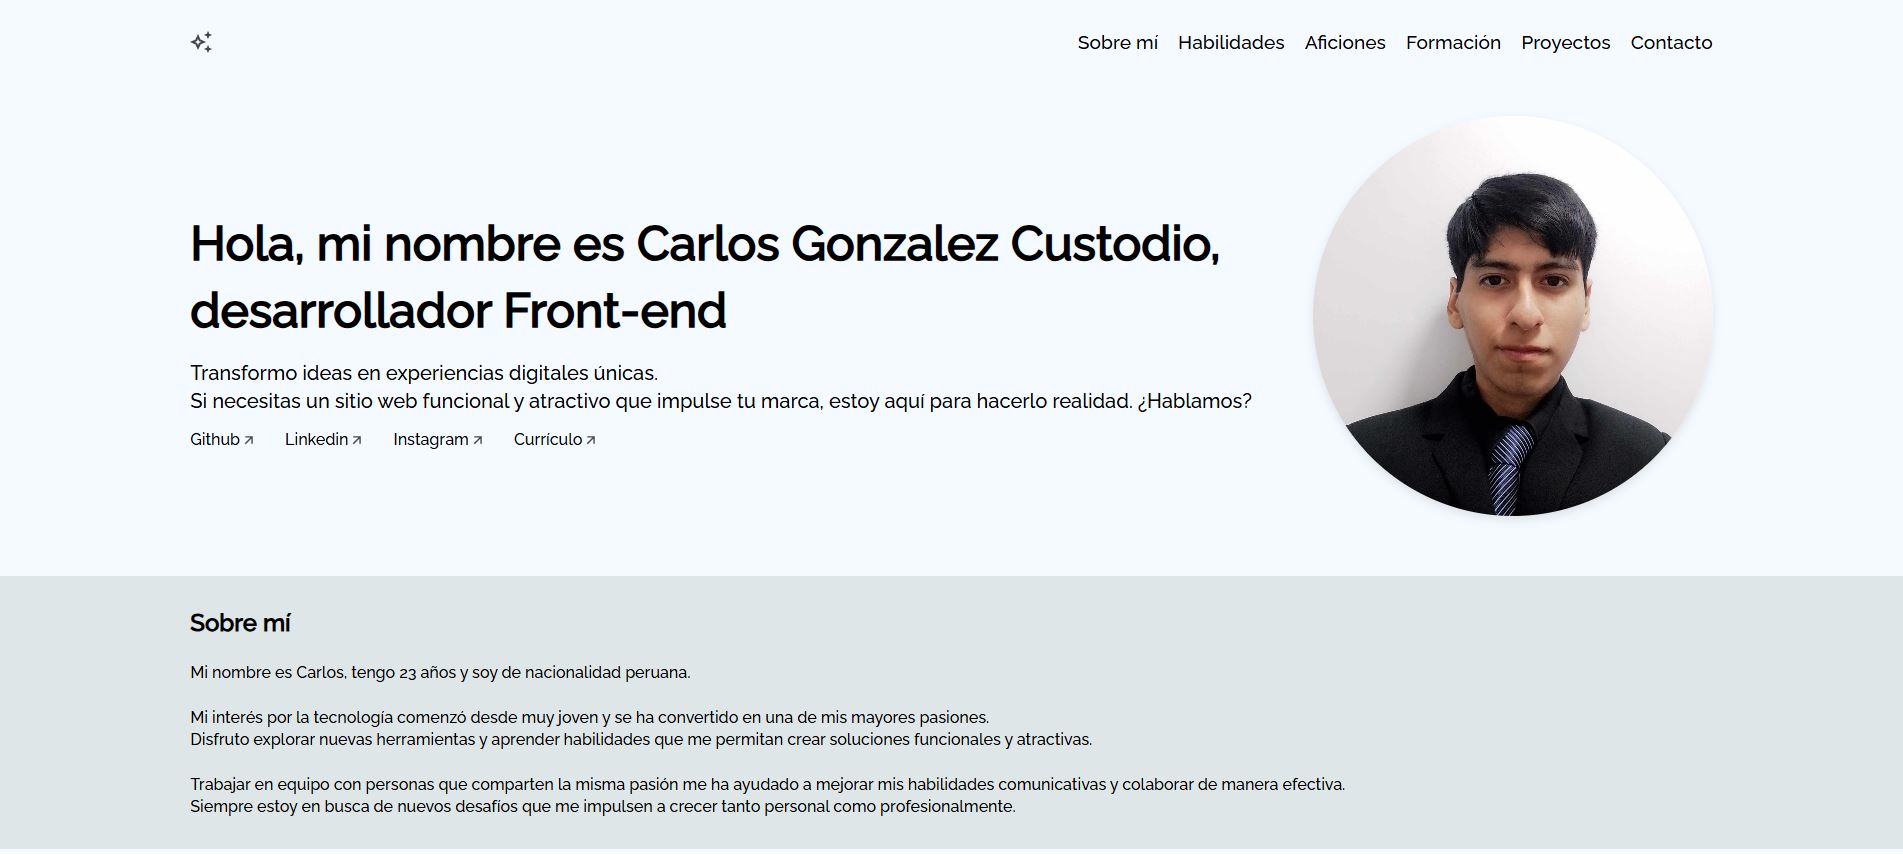 Sobre mí Habilidades Aficiones Formación Proyectos Contacto
Hola, mi nombre es Carlos Gonzalez Custodio,
desarrollador Front-end
Transformo ideas en experiencias digitales únicas.
Si necesitas un sitio web funcional y atractivo que impulse tu marca, estoy aquí para hacerlo realidad. ¿Hablamos?
Github Linkedin Instagram Currículo
Sobre mí
Mi nombre es Carlos, tengo 23 años y soy de nacionalidad peruana.
Mi interés por la tecnología comenzó desde muy joven y se ha convertido en una de mis mayores pasiones.
Disfruto explorar nuevas herramientas y aprender habilidades que me permitan crear soluciones funcionales y atractivas.
Trabajar en equipo con personas que comparten la misma pasión me ha ayudado a mejorar mis habilidades comunicativas y colaborar de manera efectiva.
Siempre estoy en busca de nuevos desafíos que me impulsen a crecer tanto personal como profesionalmente.